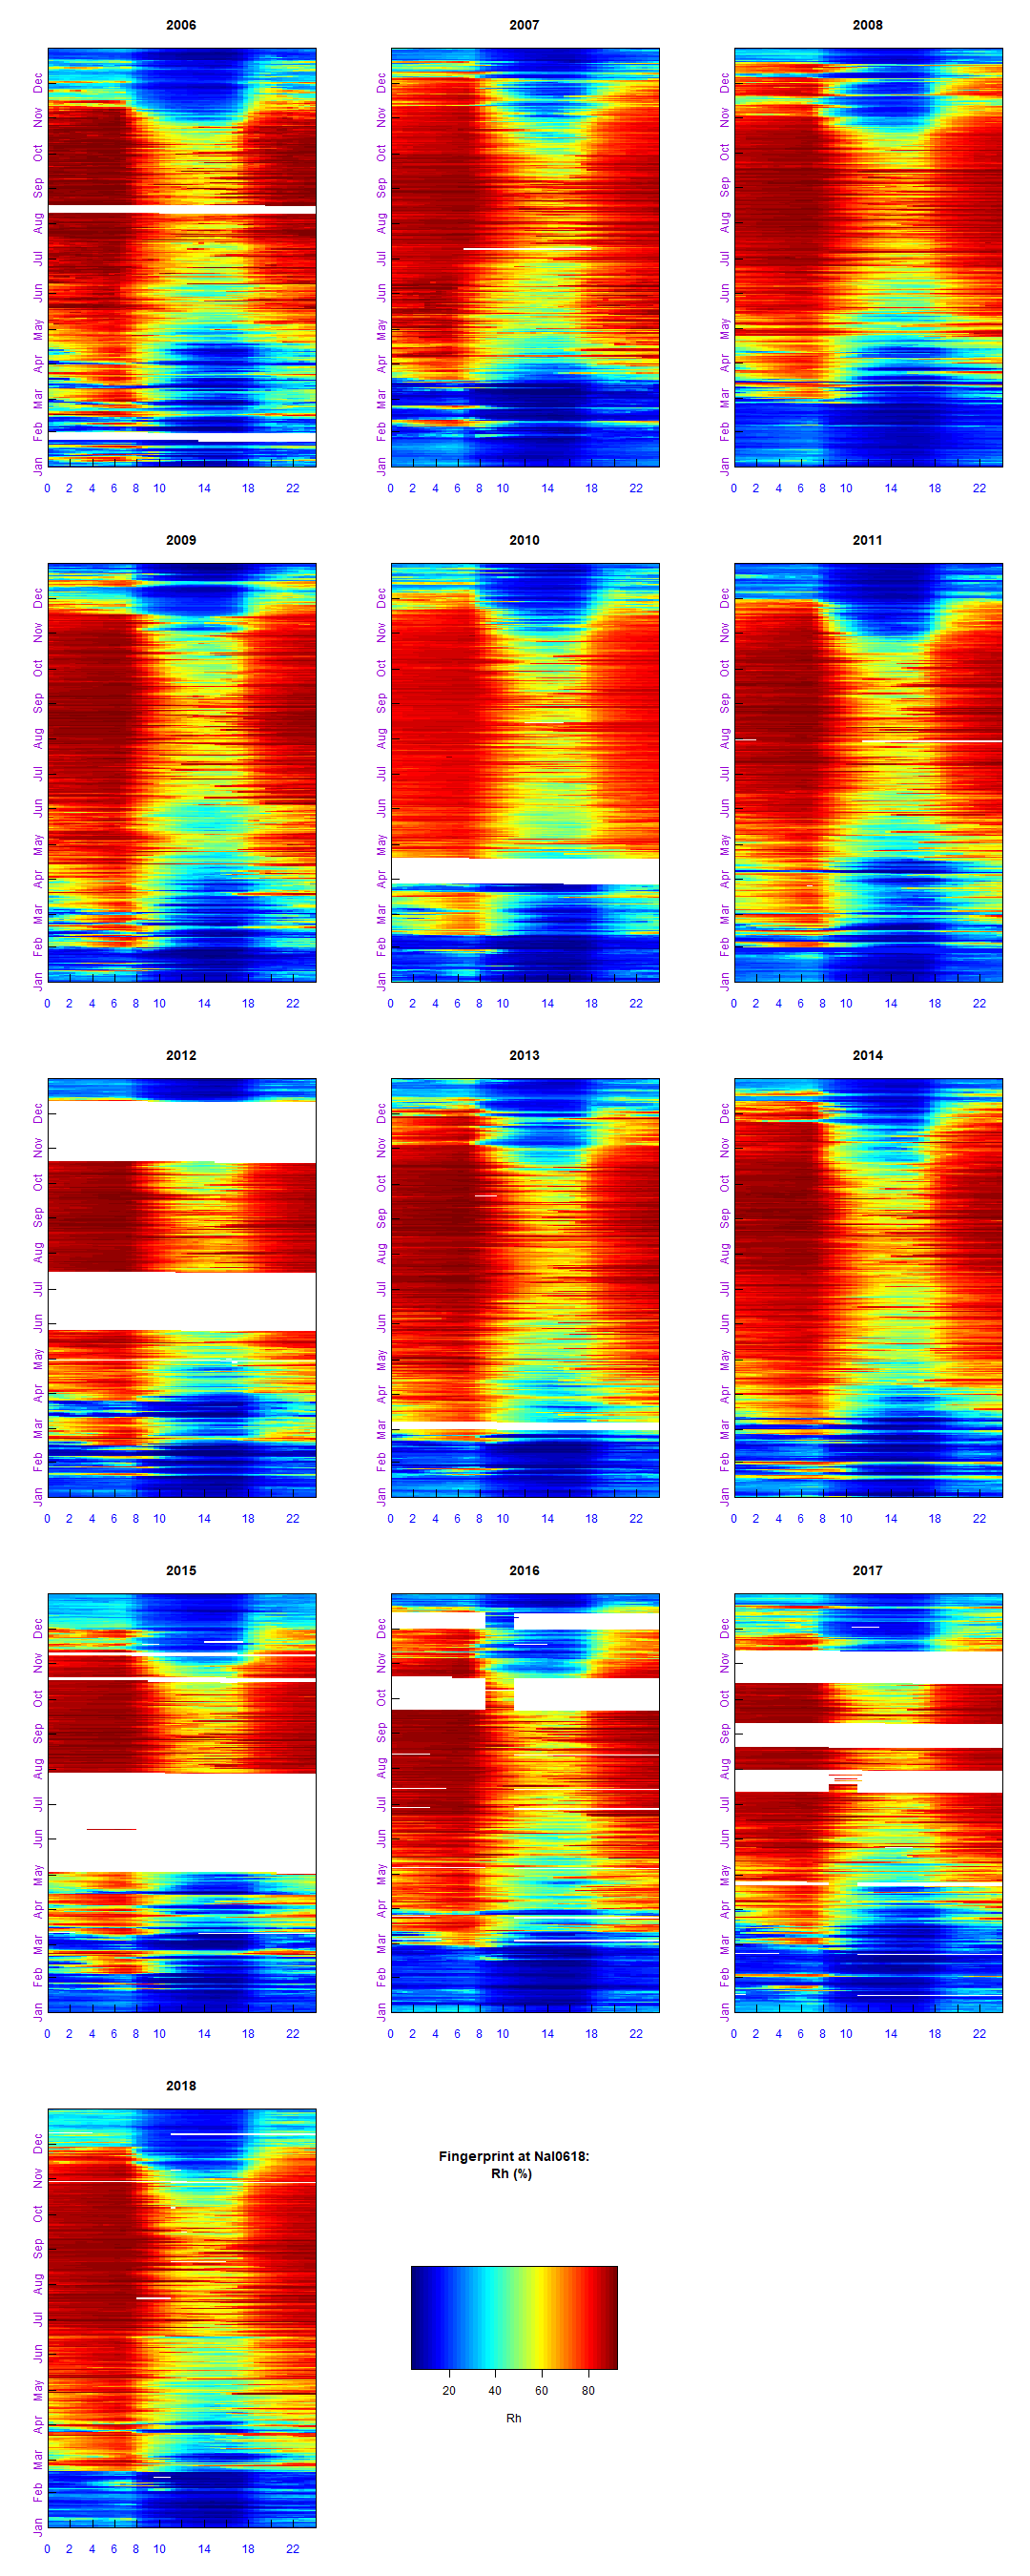 2006 2007 2008
Dec Nov Oct Sep Aug Jul Jun May Apr Mar Feb Jan
Dec Nov Oct Sep Aug Jul Jun May Apr Mar Feb Jan
Dec Nov Oct Sep Aug Jul Jun May Apr Mar Feb Jan
0 2 4 6 8 10 14 18 22 0 2 4 6 8 10 14 18 22 0 2 4 6 8 10 14 18 22
2009 2010 2011
Dec Nov Oct Sep Aug Jul Jun May Apr Mar Feb Jan
Dec Nov Oct Sep Aug Jul Jun May Apr Mar Feb Jan
Dec Nov Oct Sep Aug Jul Jun May Apr Mar Feb Jan
0 2 4 6 8 10 14 18 22 0 2 4 6 8 10 14 18 22 0 2 4 6 8 10 14 18 22
2012 2013 2014
Dec Nov Oct Sep Aug Jul Jun May Apr Mar Feb Jan
Dec Nov Oct Sep Aug Jul Jun May Apr Mar Feb Jan
Dec Nov Oct Sep Aug Jul Jun May Apr Mar Feb Jan
0 2 4 6 8 10 14 18 22 0 2 4 6 8 10 14 18 22 0 2 4 6 8 10 14 18 22
2015 2016 2017
Dec Nov Oct Sep Aug Jul Jun May Apr Mar Feb Jan
Dec Nov Oct Sep Aug Jul Jun May Apr Mar Feb Jan
Dec Nov Oct Sep Aug Jul Jun May Apr Mar Feb Jan
0 2 4 6 8 10 14 18 22 0 2 4 6 8 10 14 18 22 0 2 4 6 8 10 14 18 22
2018
Dec Nov Oct Sep Aug Jul Jun May Apr Mar Feb Jan
0 2 4 6 8 10 14 18 22
Fingerprint at Nal0618:
Rh (%)
20 40 60 80
Rh